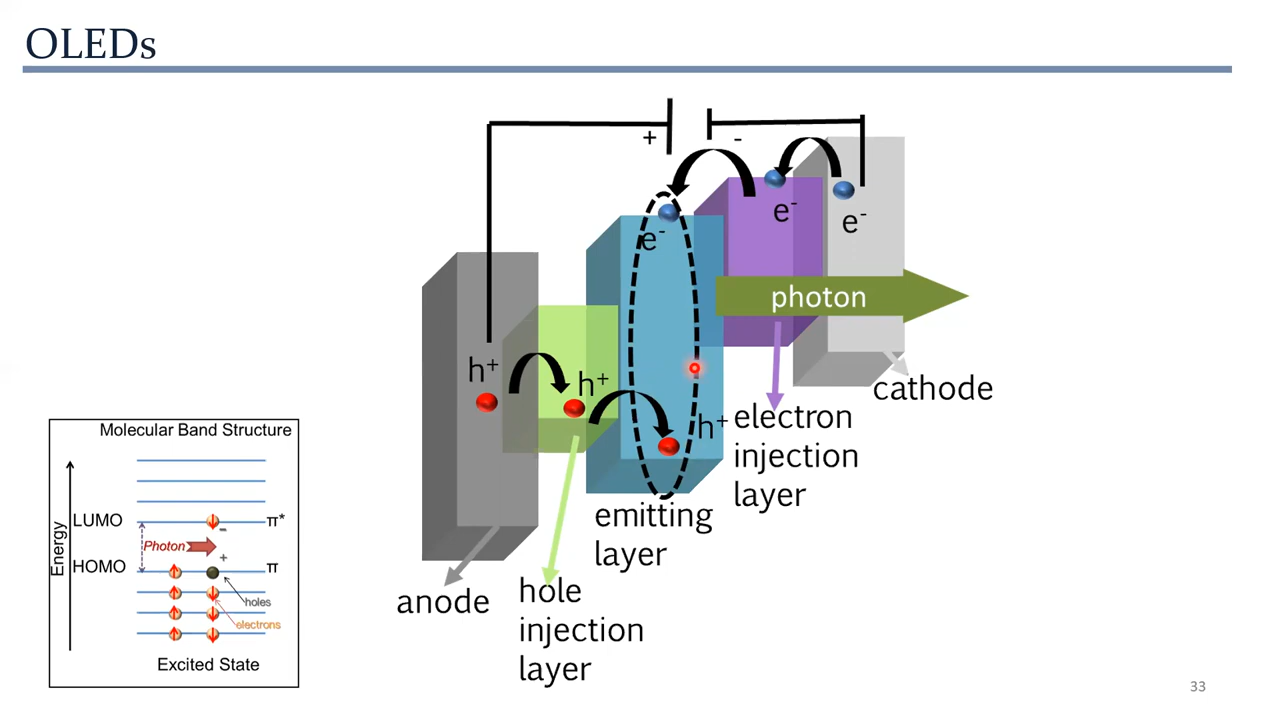 OLEDs
+
-
e-
e-
e-
photon
h+
h+
h+
cathode
electron
injection
layer
emitting
layer
anode
hole
injection
layer
Molecular Band Structure
Energy
LUMO
π*
-
Photon
+
HOMO
π
holes
electrons
Excited State
33